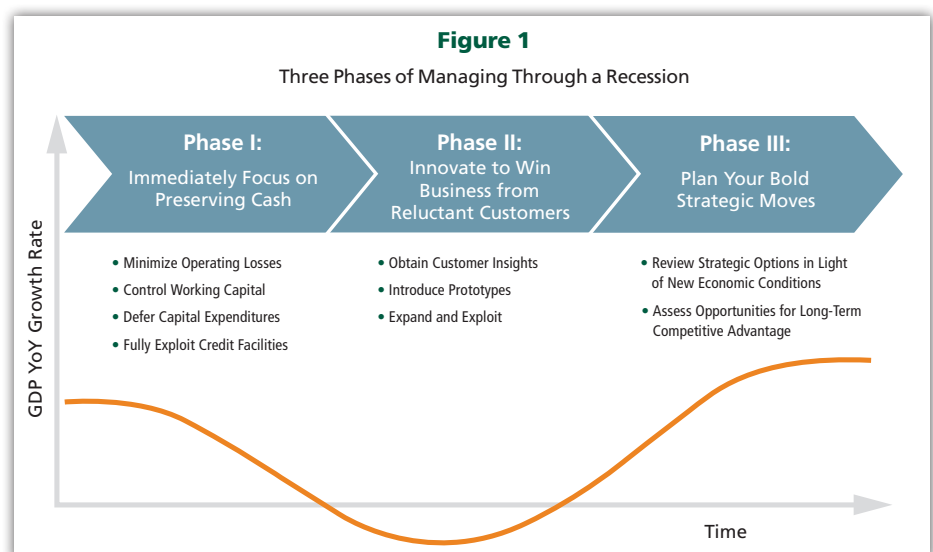 Figure 1
Three Phases of Managing Through a Recession
Phase I:
Immediately Focus on
Preserving Cash
Phase II:
Innovate to Win
Business from
Reluctant Customers
Phase III:
Plan Your Bold
Strategic Moves
• Minimize Operating Losses
• Control Working Capital
• Defer Capital Expenditures
• Fully Exploit Credit Facilities
• Obtain Customer Insights
• Introduce Prototypes
• Expand and Exploit
• Review Strategic Options in Light
of New Economic Conditions
• Assess Opportunities for Long-Term
Competitive Advantage
GDP YoY Growth Rate
Time